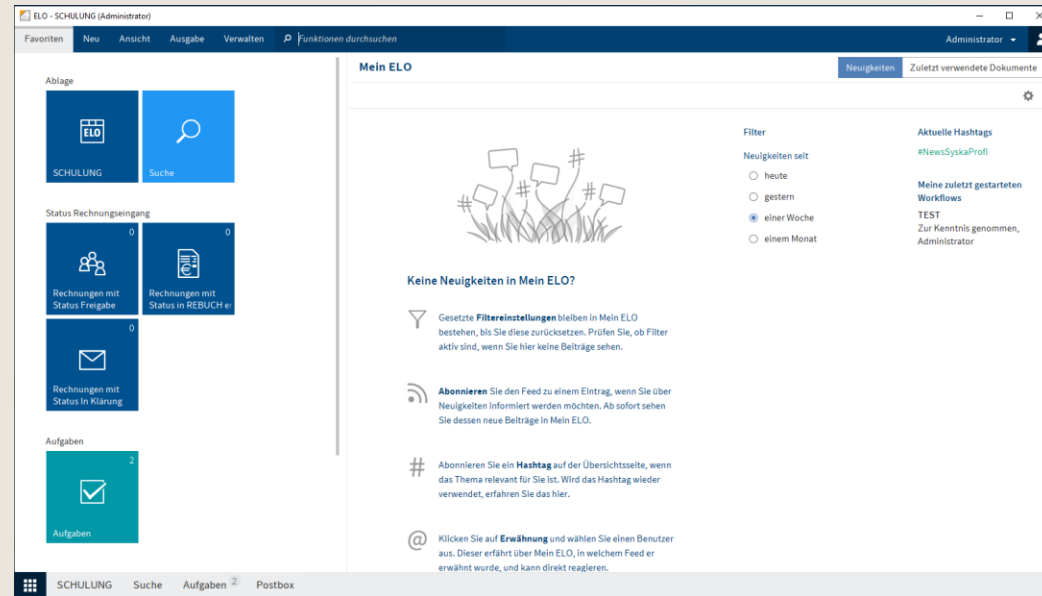 ELO - SCHULUNG (Administrator)
Favoriten Neu Ansicht Ausgabe Verwalten Funktionen durchsuchen Administrator
Ablage
ELO
SCHULUNG
Suche
Status Rechnungseingang
0
Rechnungen mit
Status Freigabe
0
Rechnungen mit
Status in REBUCH er
0
Rechnungen mit
Status In Klärung
Aufgaben
2
Aufgaben
Mein ELO
Neuigkeiten Zuletzt verwendete Dokumente
Keine Neuigkeiten in Mein ELO?
Gesetzte Filtereinstellungen bleiben in Mein ELO
bestehen, bis Sie diese zurücksetzen. Prüfen Sie, ob Filter
aktiv sind, wenn Sie hier keine Beiträge sehen.
Abonnieren Sie den Feed zu einem Eintrag, wenn Sie über
Neuigkeiten informiert werden möchten. Ab sofort sehen
Sie dessen neue Beiträge in Mein ELO.
# Abonnieren Sie ein Hashtag auf der Übersichtsseite, wenn
das Thema relevant für Sie ist. Wird das Hashtag wieder
verwendet, erfahren Sie das hier.
@ Klicken Sie auf Erwähnung und wählen Sie einen Benutzer
aus. Dieser erfährt über Mein ELO, in welchem Feed er
erwähnt wurde, und kann direkt reagieren.
Filter
Neuigkeiten seit
heute
gestern
einer Woche
einem Monat
Aktuelle Hashtags
#NewsSyskaProfi
Meine zuletzt gestarteten
Workflows
TEST
Zur Kenntnis genommen,
Administrator
SCHULUNG Suche Aufgaben 2 Postbox